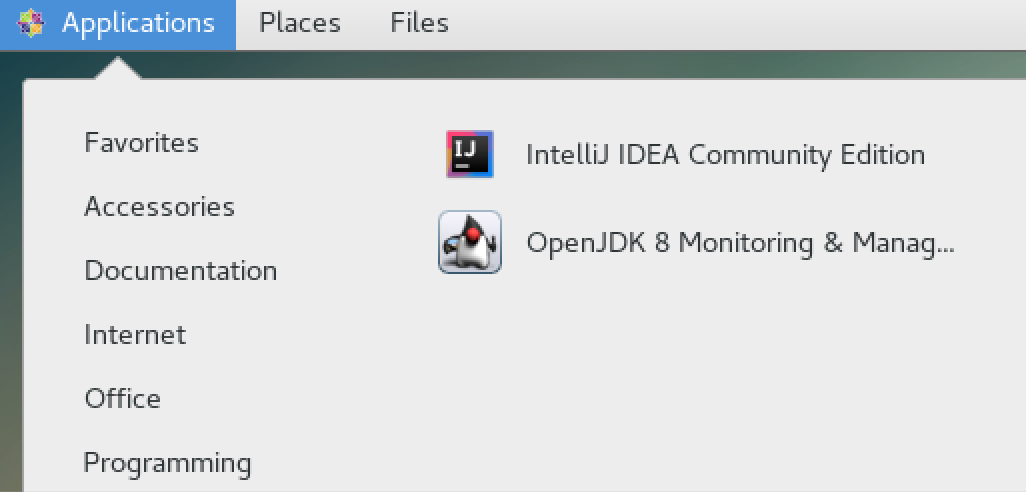 Applications Places Files
Favorites
Accessories
Documentation
Internet
Office
Programming
IJ IntelliJ IDEA Community Edition
OpenJDK 8 Monitoring & Manag...